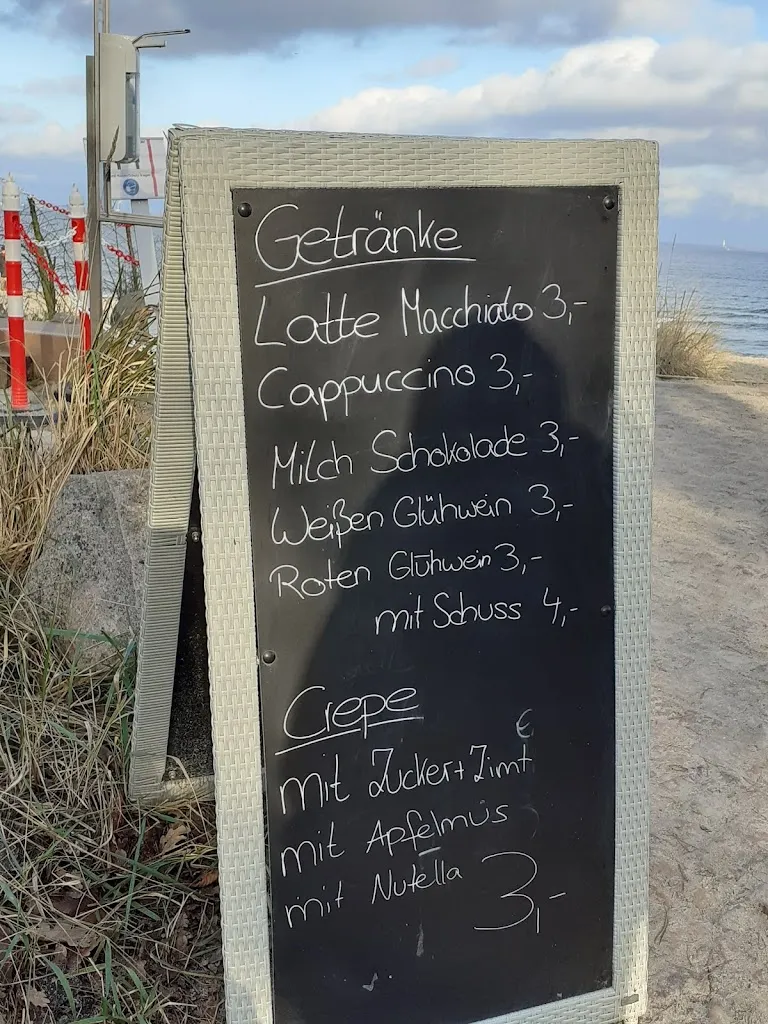 Getränke
Latte Macchiato 3,-
Cappuccino 3,-
Milch Schokolade 3,-
Weißen Glühwein 3,-
Roten Glühwein 3,-
mit Schuss 4,-
Crepe
€
mit Zucker + Zimt
mit Apfelmus
mit Nutella 3,-